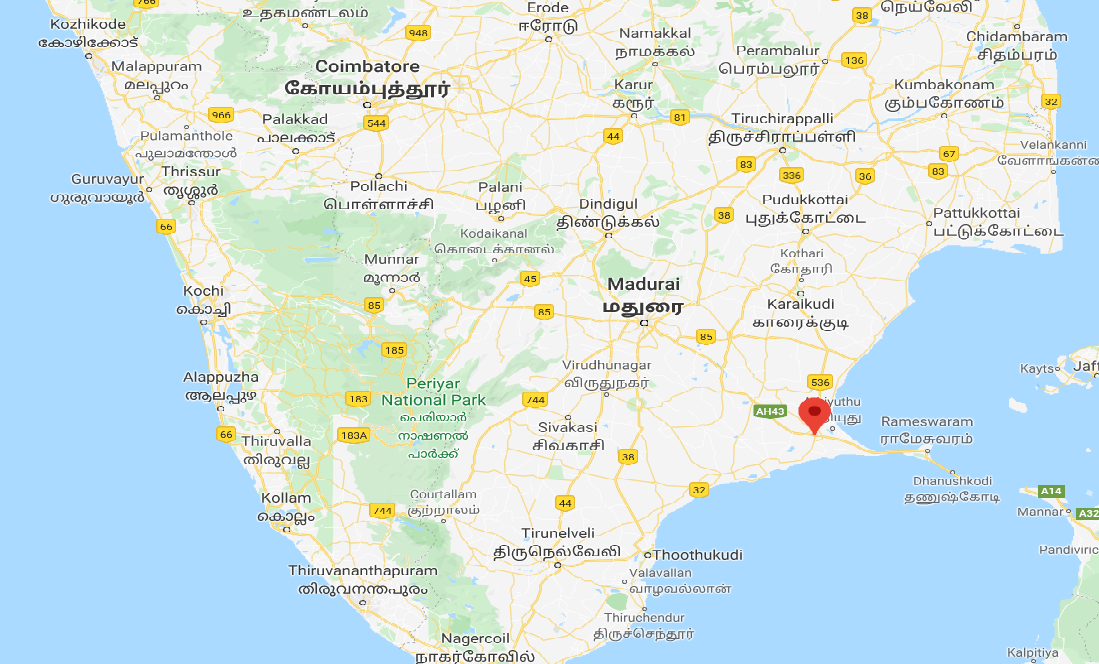 766
உதகமண்டலம்
Erode
ஈரோடு
38
நெய்வேலி
Kozhikode
കോഴിക്കോട്
948
Namakkal
நாமக்கல்
Perambalur
பெரம்பலூர்
136
Chidambaram
சிதம்பரம்
Malappuram
മലപ്പുറം
Coimbatore
கோயம்புத்தூர்
Karur
கரூர்
Kumbakonam
கும்பகோணம்
32
966
Palakkad
പാലക്കാട്
544
81
Tiruchirappalli
திருச்சிராப்பள்ளி
44
Pulamanthole
പുലാമന്തോൾ
Velankanni
67
83
83
336
36
Thrissur
തൃശ്ശൂർ
Guruvayur
ഗുരുവായൂർ
Pollachi
பொள்ளாச்சி
Palani
பழனி
Dindigul
திண்டுக்கல்
38
Pudukkottai
புதுக்கோட்டை
Pattukkottai
பட்டுக்கோட்டை
66
Kodaikanal
கொடைக்கானல்
Munnar
മൂന്നാർ
45
Kothari
கோதாரி
Madurai
மதுரை
Kochi
കൊച്ചി
85
85
Karaikudi
காரைக்குடி
85
185
Virudhunagar
விருதுநகர்
Kayts
Alappuzha
ആലപ്പുഴ
Periyar
National Park
പെരിയാർ
നാഷണൽ
പാർക്ക്
183
744
536
AH43
66
183A
Thiruvalla
തിരുവല്ല
Sivakasi
சிவகாசி
38
Rameswaram
ராமேசுவரம்
Dhanushkodi
தணுஷ்கோடி
Kollam
കൊല്ലം
744
Courtallam
குற்றாலம்
44
32
A14
Mannar
A32
Tirunelveli
திருநெல்வேலி
Thoothukudi
Thiruvananthapuram
തിരുവനന്തപുരം
Valavallan
வாழவல்லான்
Thiruchendur
திருச்செந்தூர்
Nagercoil
நாகர்கோவில்
Kalpitiya